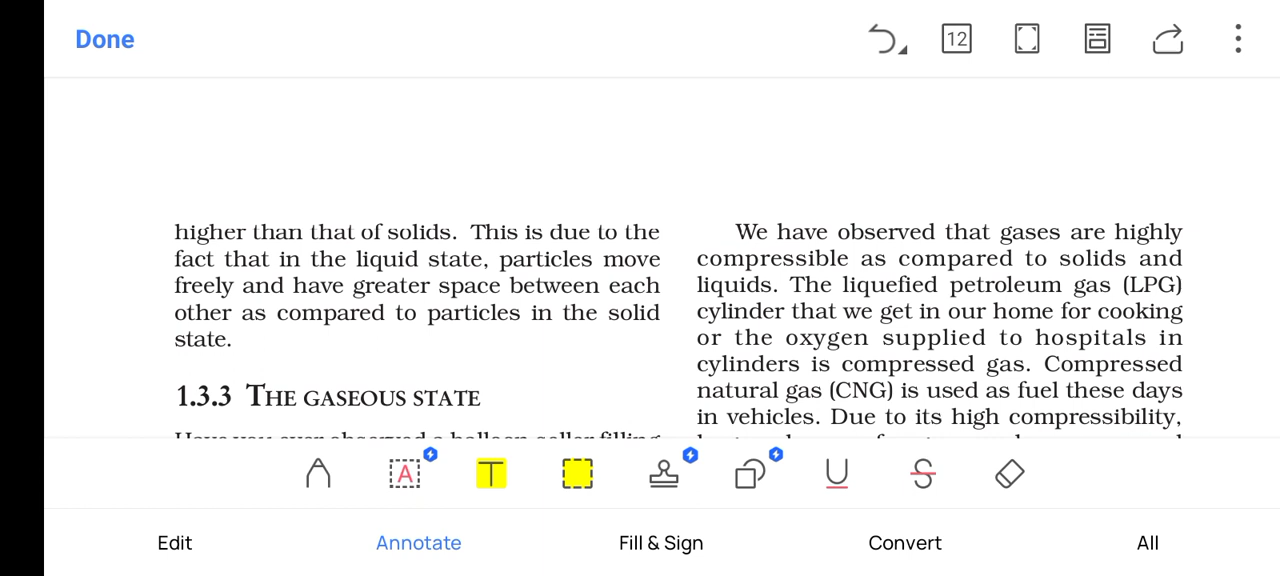 Done
12
higher than that of solids. This is due to the
fact that in the liquid state, particles move
freely and have greater space between each
other as compared to particles in the solid
state.
1.3.3 THE GASEOUS STATE
We have observed that gases are highly
compressible as compared to solids and
liquids. The liquefied petroleum gas (LPG)
cylinder that we get in our home for cooking
or the oxygen supplied to hospitals in
cylinders is compressed gas. Compressed
natural gas (CNG) is used as fuel these days
in vehicles. Due to its high compressibility,
A
T
U
S
Edit
Annotate
Fill & Sign
Convert
All